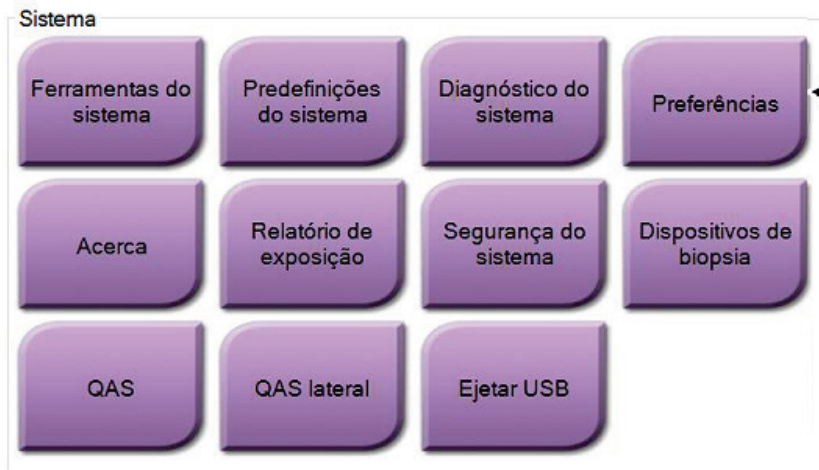 Sistema
Ferramentas do
sistema
Predefinições
do sistema
Diagnóstico do
sistema
Preferências
Acerca
Relatório de
exposição
Segurança do
sistema
Dispositivos de
biopsia
QAS
QAS lateral
Ejetar USB